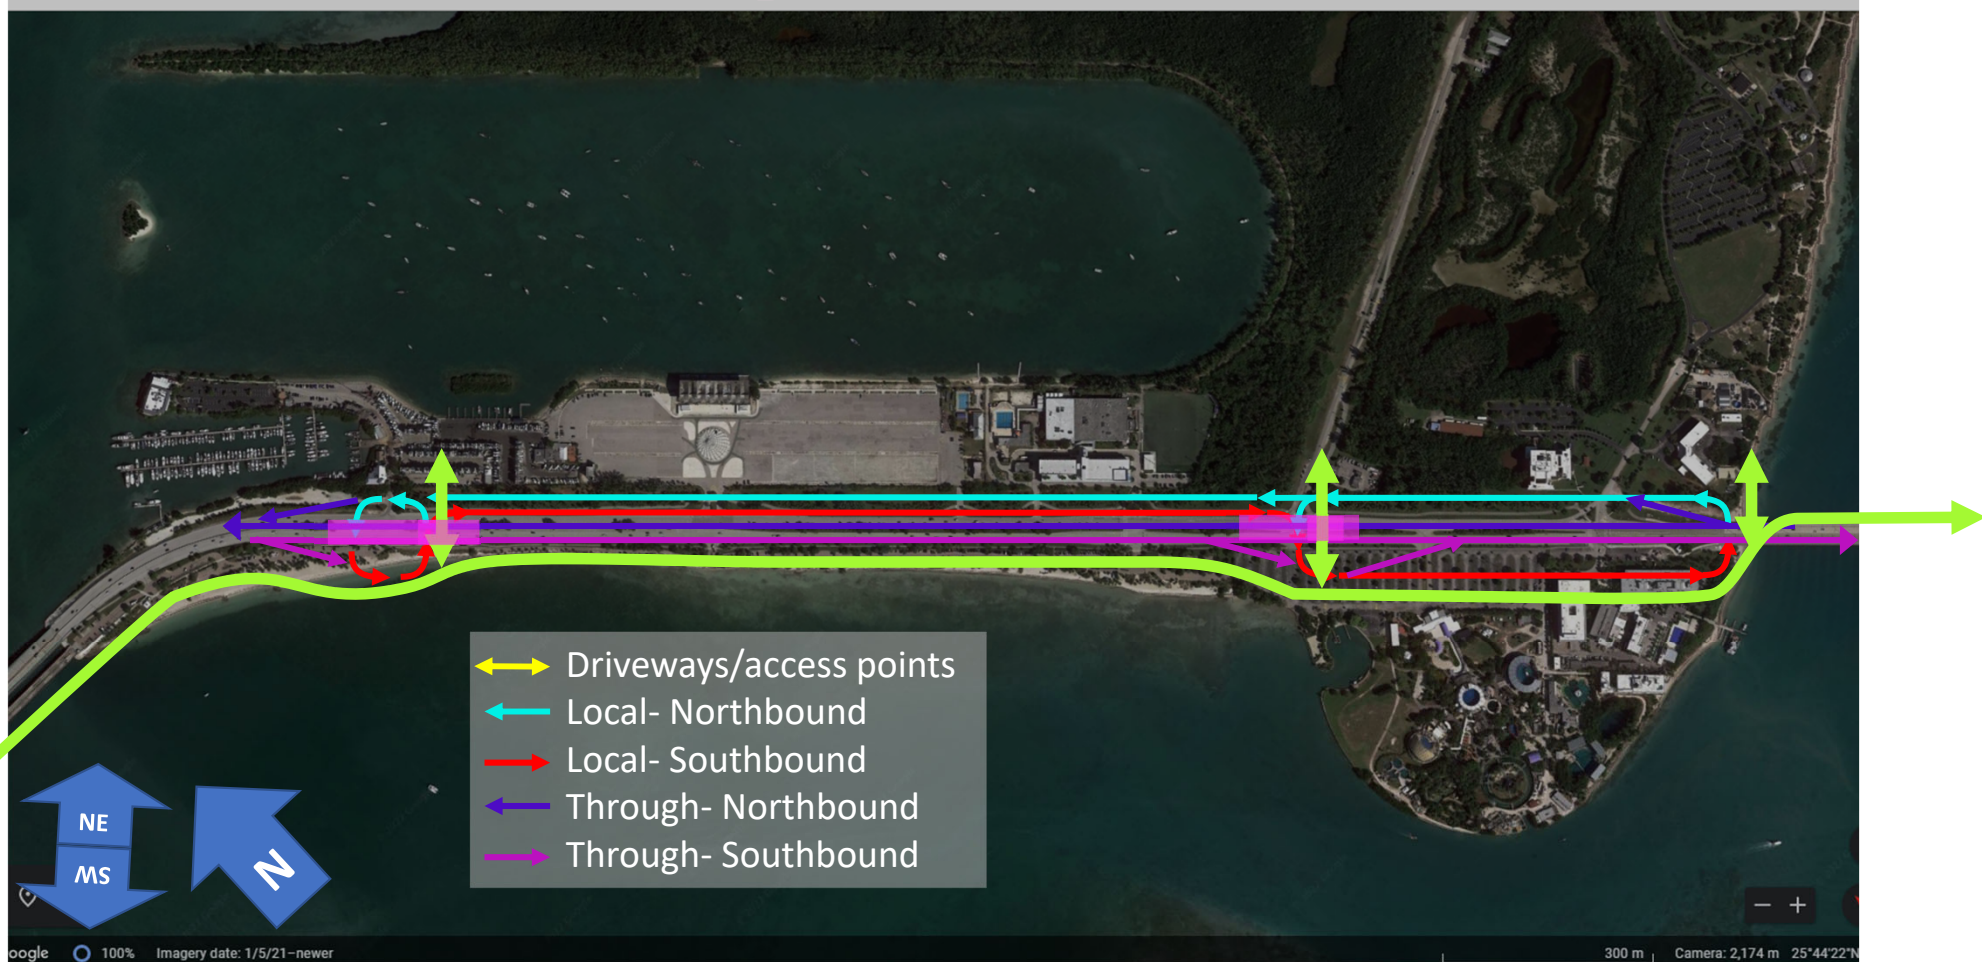 Driveways/access points
Local- Northbound
Local- Southbound
Through- Northbound
Through- Southbound
NE
SW
N
oogle
100%
Imagery date: 1/5/21-newer
300 m
Camera: 2,174 m
25°44'22"N